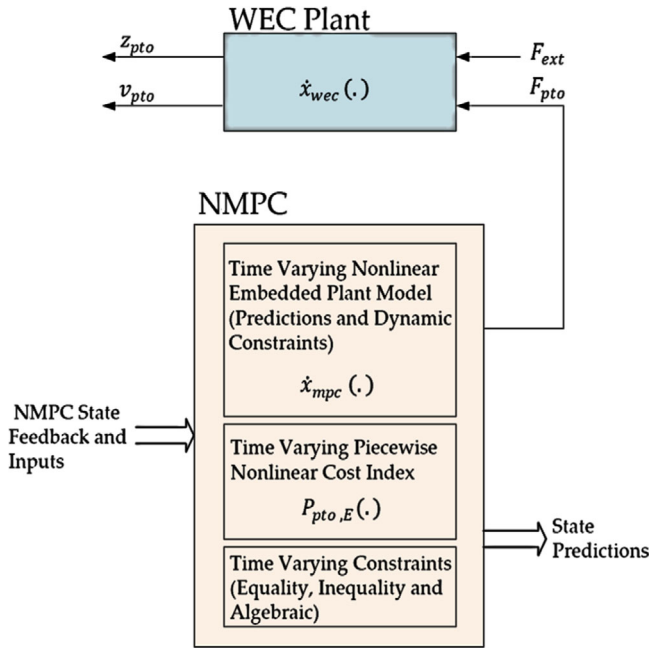 WEC Plant
z_pto
F_ext
ẋ_wec (.)
v_pto
F_pto
NMPC
Time Varying Nonlinear
Embedded Plant Model
(Predictions and Dynamic
Constraints)
ẋ_mpc (.)
NMPC State
Feedback and
Inputs
Time Varying Piecewise
Nonlinear Cost Index
P_pto,E(.)
State
Predictions
Time Varying Constraints
(Equality, Inequality and
Algebraic)